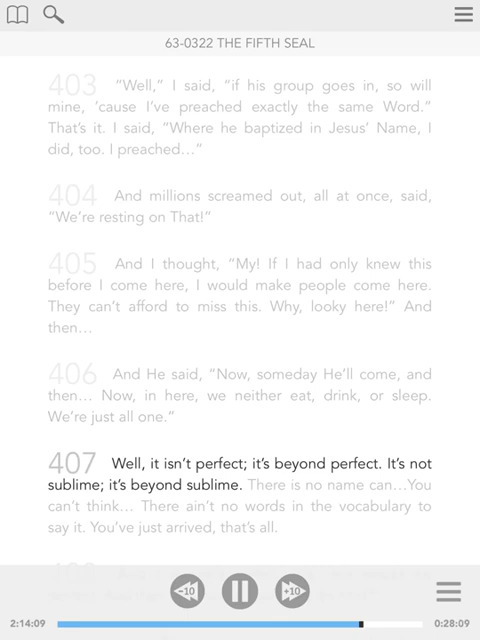 63-0322 THE FIFTH SEAL
403 “Well,” I said, “if his group goes in, so will
mine, ’cause I’ve preached exactly the same Word.”
That’s it. I said, “Where he baptized in Jesus’ Name, I
did, too. I preached…”
404 And millions screamed out, all at once, said,
“We’re resting on That!”
405 And I thought, “My! If I had only knew this
before I come here, I would make people come here.
They can’t afford to miss this. Why, looky here!” And
then…
406 And He said, “Now, someday He’ll come, and
then… Now, in here, we neither eat, drink, or sleep.
We’re just all one.”
407 Well, it isn’t perfect; it’s beyond perfect. It’s not
sublime; it’s beyond sublime. There is no name can…You
can’t think… There ain’t no words in the vocabulary to
say it. You’ve just arrived, that’s all.
-10 +10
2:14:09 0:28:09